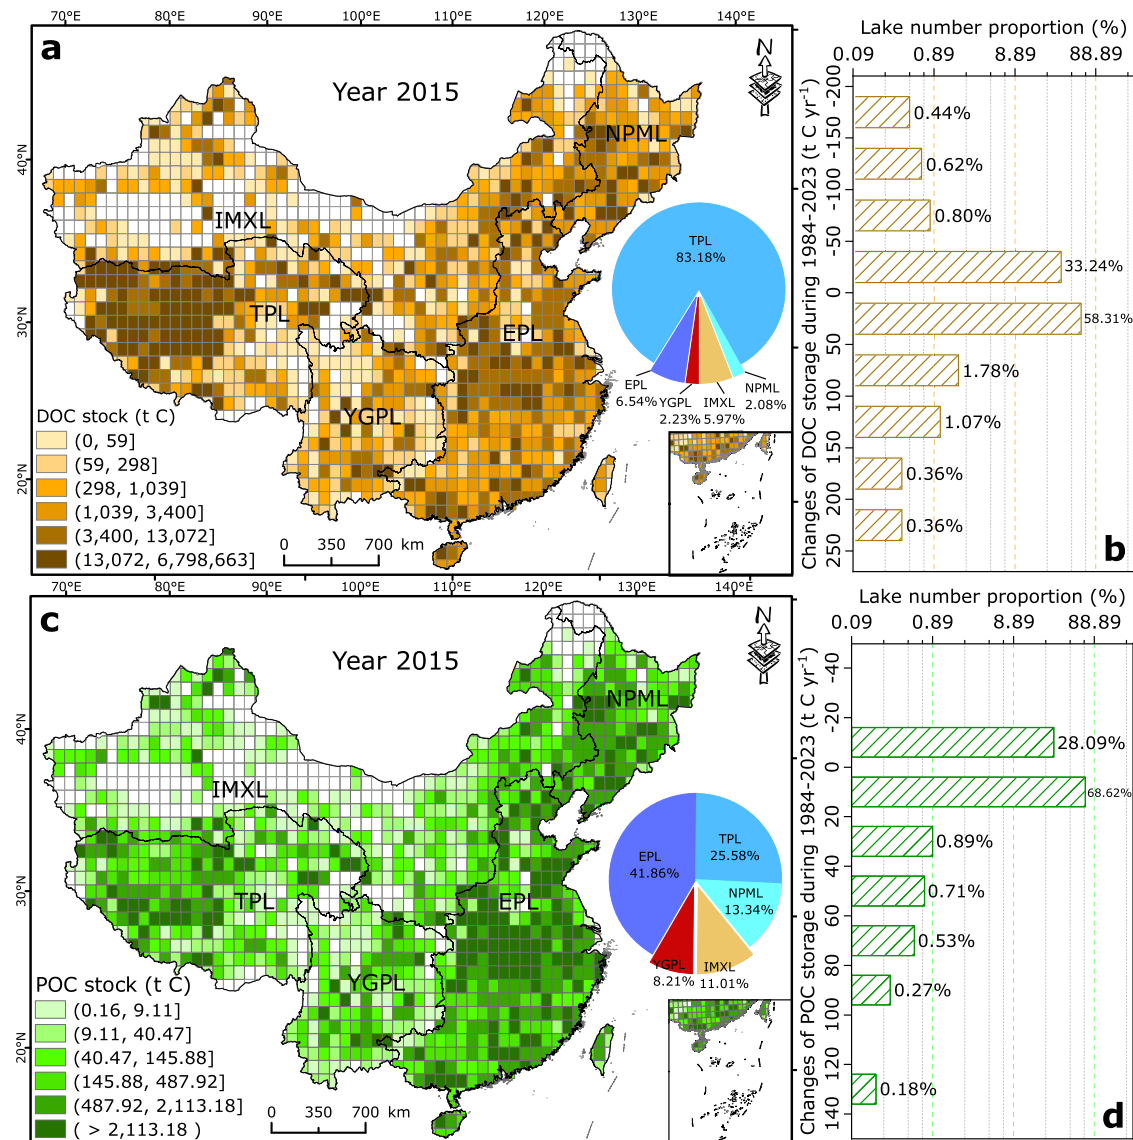 70°E 80°E 90°E 100°E 110°E 120°E 130°E 140°E
a
Year 2015
N
40°N
30°N
20°N
NPML
IMXL
TPL
EPL
YGPL
TPL
83.18%
EPL
6.54%
YGPL
2.23%
IMXL
5.97%
NPML
2.08%
DOC stock (t C)
(0, 59]
(59, 298]
(298, 1,039]
(1,039, 3,400]
(3,400, 13,072]
(13,072, 6,798,663]
0 350 700 km
70°E 80°E 90°E 100°E 110°E 120°E 130°E 140°E
Lake number proportion (%)
0.09 0.89 8.89 88.89
Changes of DOC storage during 1984-2023 (t C yr-1)
-200
-150
-100
-50
0
50
100
150
200
250
0.44%
0.62%
0.80%
33.24%
58.31%
1.78%
1.07%
0.36%
0.36%
b
c
Year 2015
N
40°N
30°N
20°N
NPML
IMXL
TPL
EPL
YGPL
EPL
41.86%
TPL
25.58%
NPML
13.34%
YGPL
8.21%
IMXL
11.01%
POC stock (t C)
(0.16, 9.11]
(9.11, 40.47]
(40.47, 145.88]
(145.88, 487.92]
(487.92, 2,113.18]
( > 2,113.18 )
0 350 700 km
Lake number proportion (%)
0.09 0.89 8.89 88.89
Changes of POC storage during 1984-2023 (t C yr-1)
-40
-20
0
20
40
60
80
100
120
140
28.09%
68.62%
0.89%
0.71%
0.53%
0.27%
0.18%
d